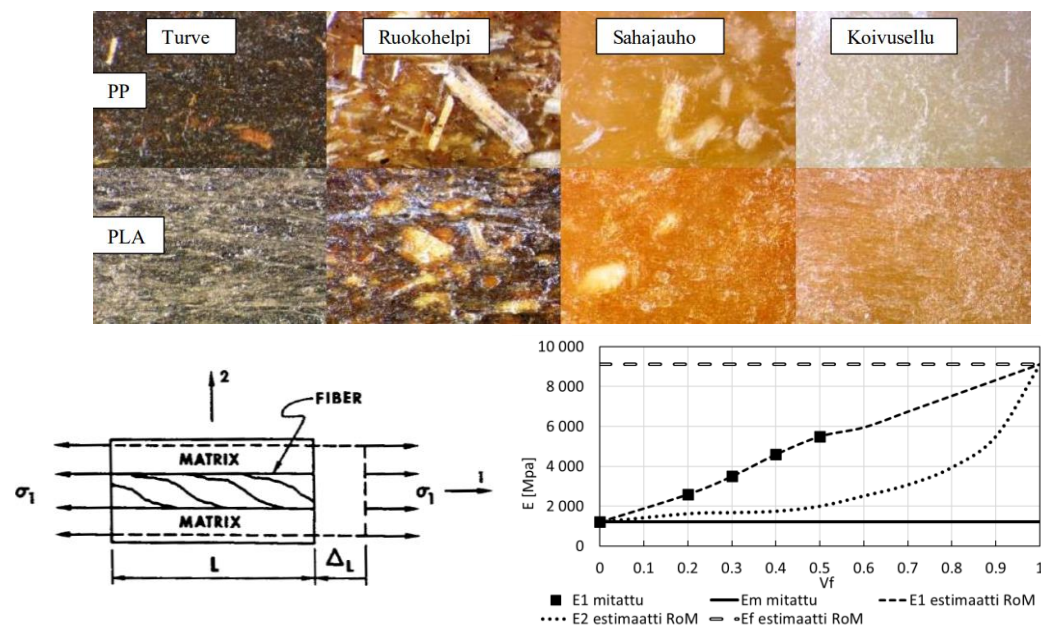 Turve Ruokohelpi Sahajauho Koivusellu
PP
PLA
2
FIBER
MATRIX
σ1 σ1 1
MATRIX
L ΔL
10 000
8 000
6 000
4 000
2 000
0
E [Mpa]
0 0.1 0.2 0.3 0.4 0.5 0.6 0.7 0.8 0.9 1
Vf
E1 mitattu Em mitattu E1 estimaatti RoM
E2 estimaatti RoM Ef estimaatti RoM